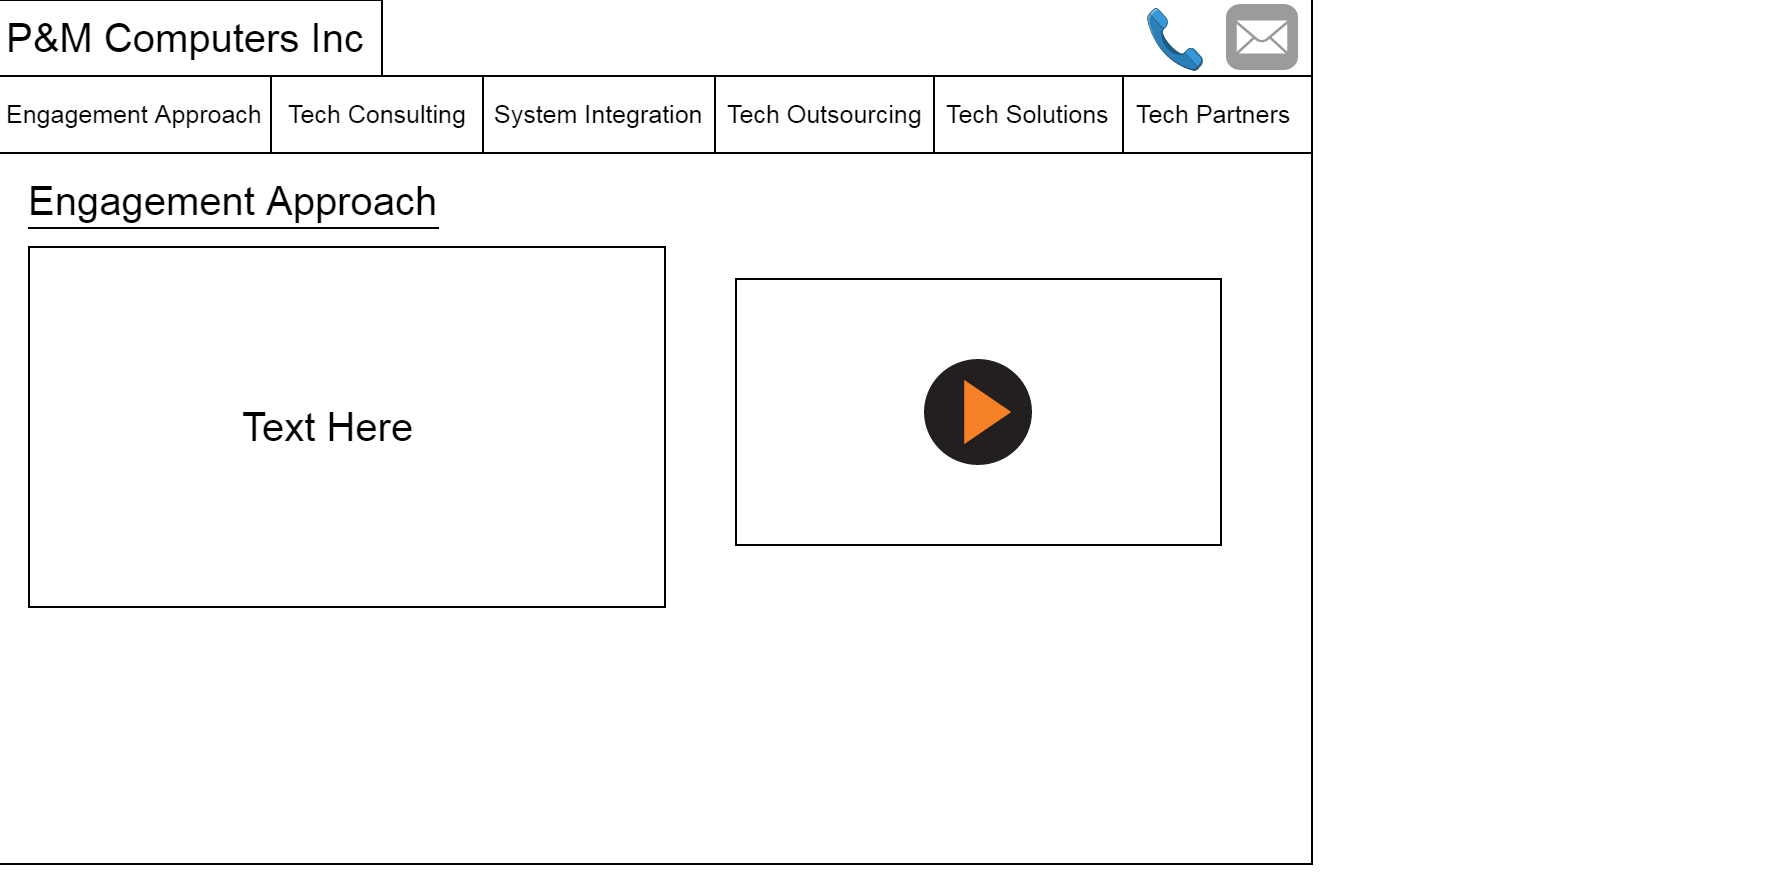 P&M Computers Inc
Engagement Approach
Tech Consulting
System Integration
Tech Outsourcing
Tech Solutions
Tech Partners
Engagement Approach
Text Here